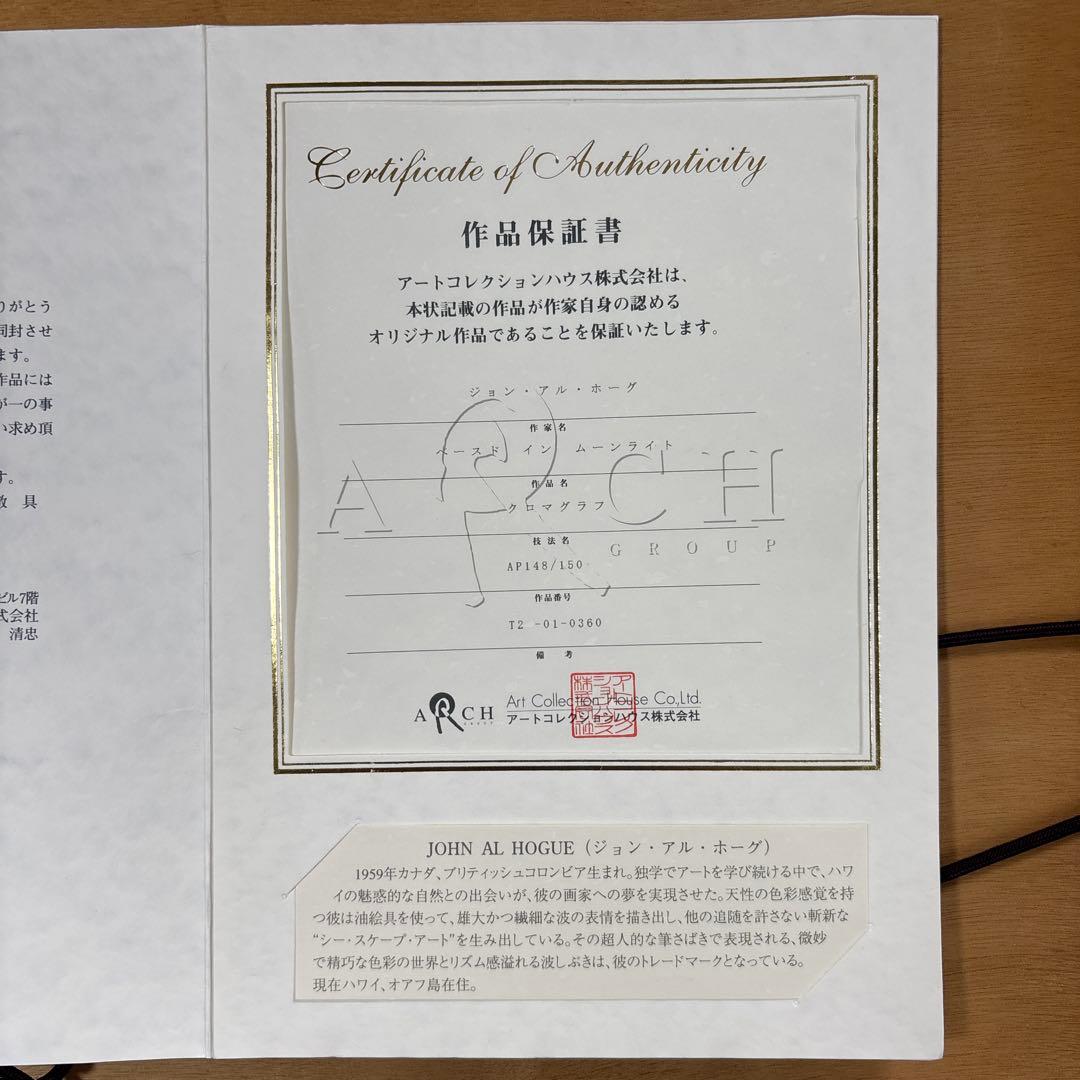 りがとう
同封させ
ます。
作品には
が一の事
い求め頂
す。
敬 具
ビル7階
式会社
清忠
Certificate of Authenticity
作品保証書
アートコレクションハウス株式会社は、
本状記載の作品が作家自身の認める
オリジナル作品であることを保証いたします。
ジョン・アル・ホーグ
作家名
ベースド イン ムーンライト
作品名
クロマグラフ
技法名
AP148/150
作品番号
T2 -01-0360
備 考
ARCH
GROUP
ARCH
GROUP
Art Collection House Co.,Ltd.
アートコレクションハウス株式会社
アートコレクションハウス株式会社
JOHN AL HOGUE（ジョン・アル・ホーグ）
1959年カナダ、ブリティッシュコロンビア生まれ。独学でアートを学び続ける中で、ハワ
イの魅惑的な自然との出会いが、彼の画家への夢を実現させた。天性の色彩感覚を持
つ彼は油絵具を使って、雄大かつ繊細な波の表情を描き出し、他の追随を許さない斬新な
“シー・スケープ・アート”を生み出している。その超人的な筆さばきで表現される、微妙
で精巧な色彩の世界とリズム感溢れる波しぶきは、彼のトレードマークとなっている。
現在ハワイ、オアフ島在住。